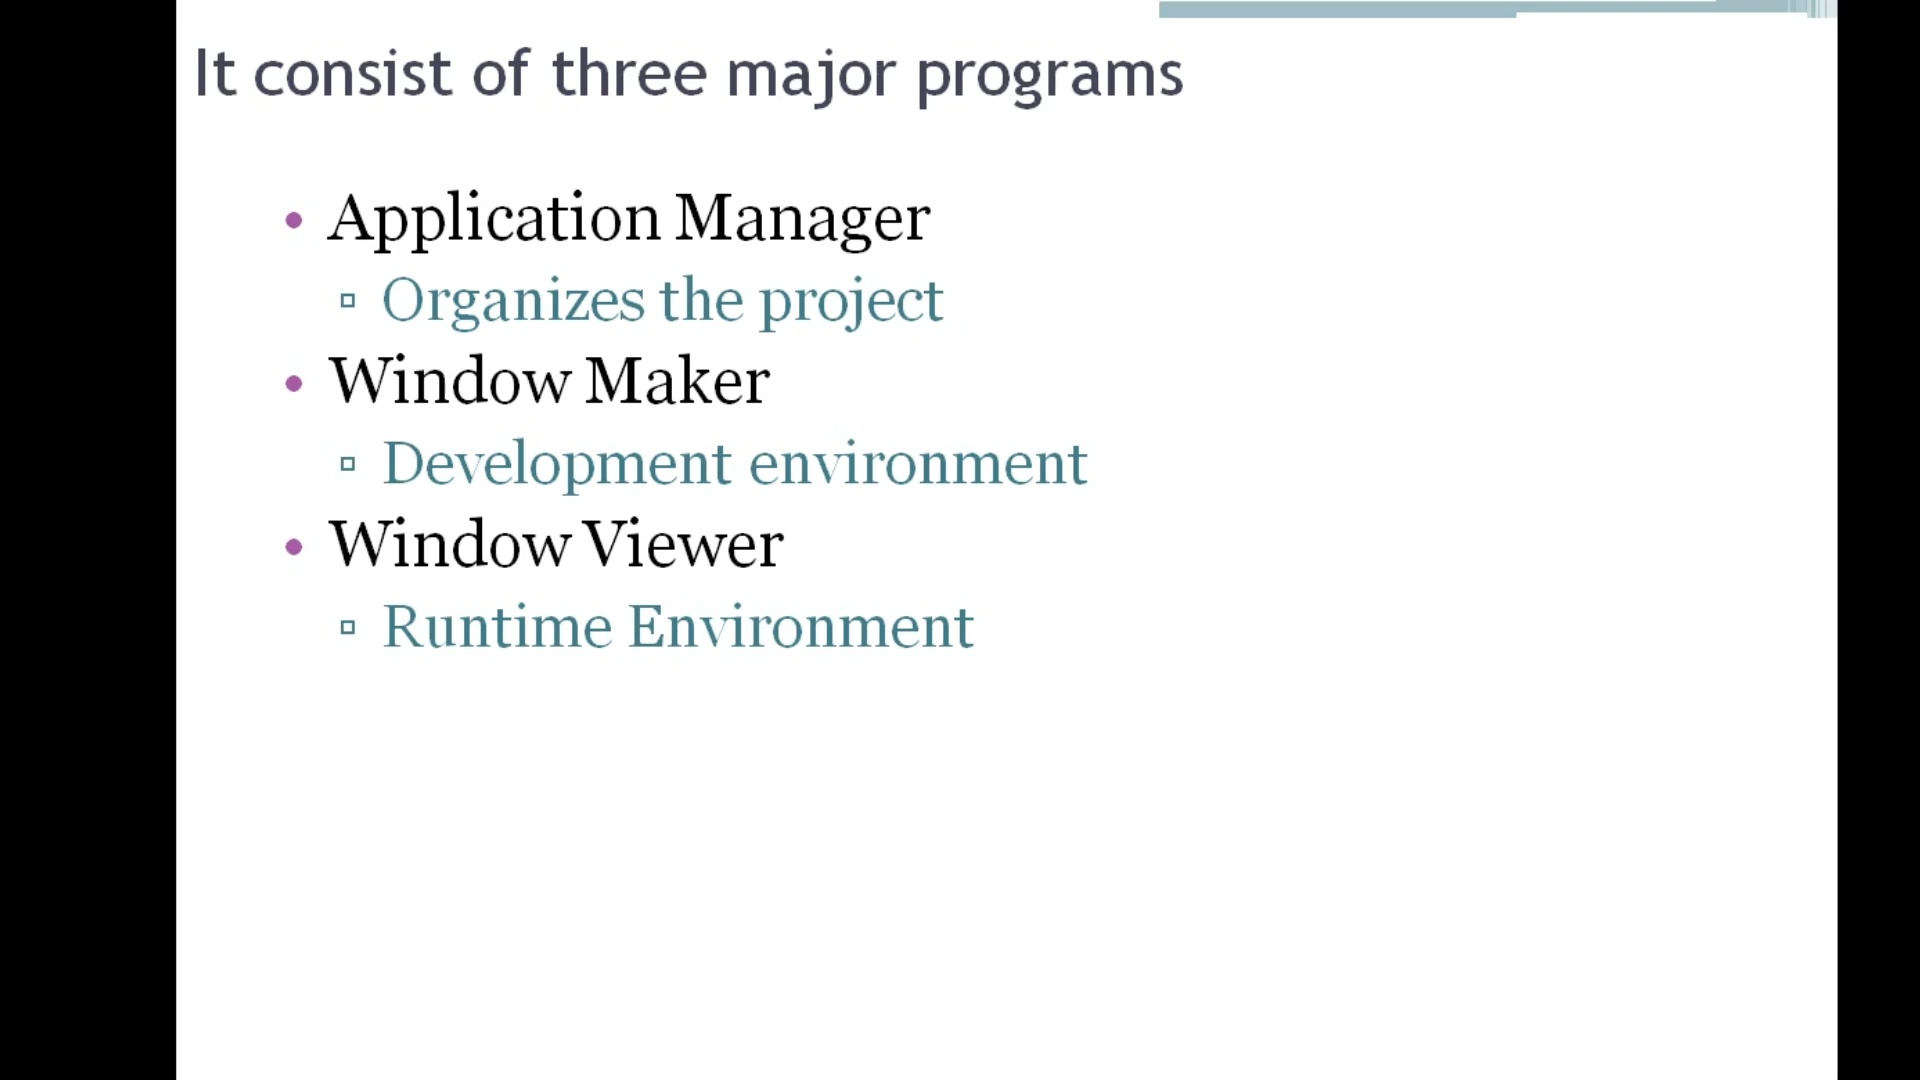 It consist of three major programs
• Application Manager
▫ Organizes the project
• Window Maker
▫ Development environment
• Window Viewer
▫ Runtime Environment